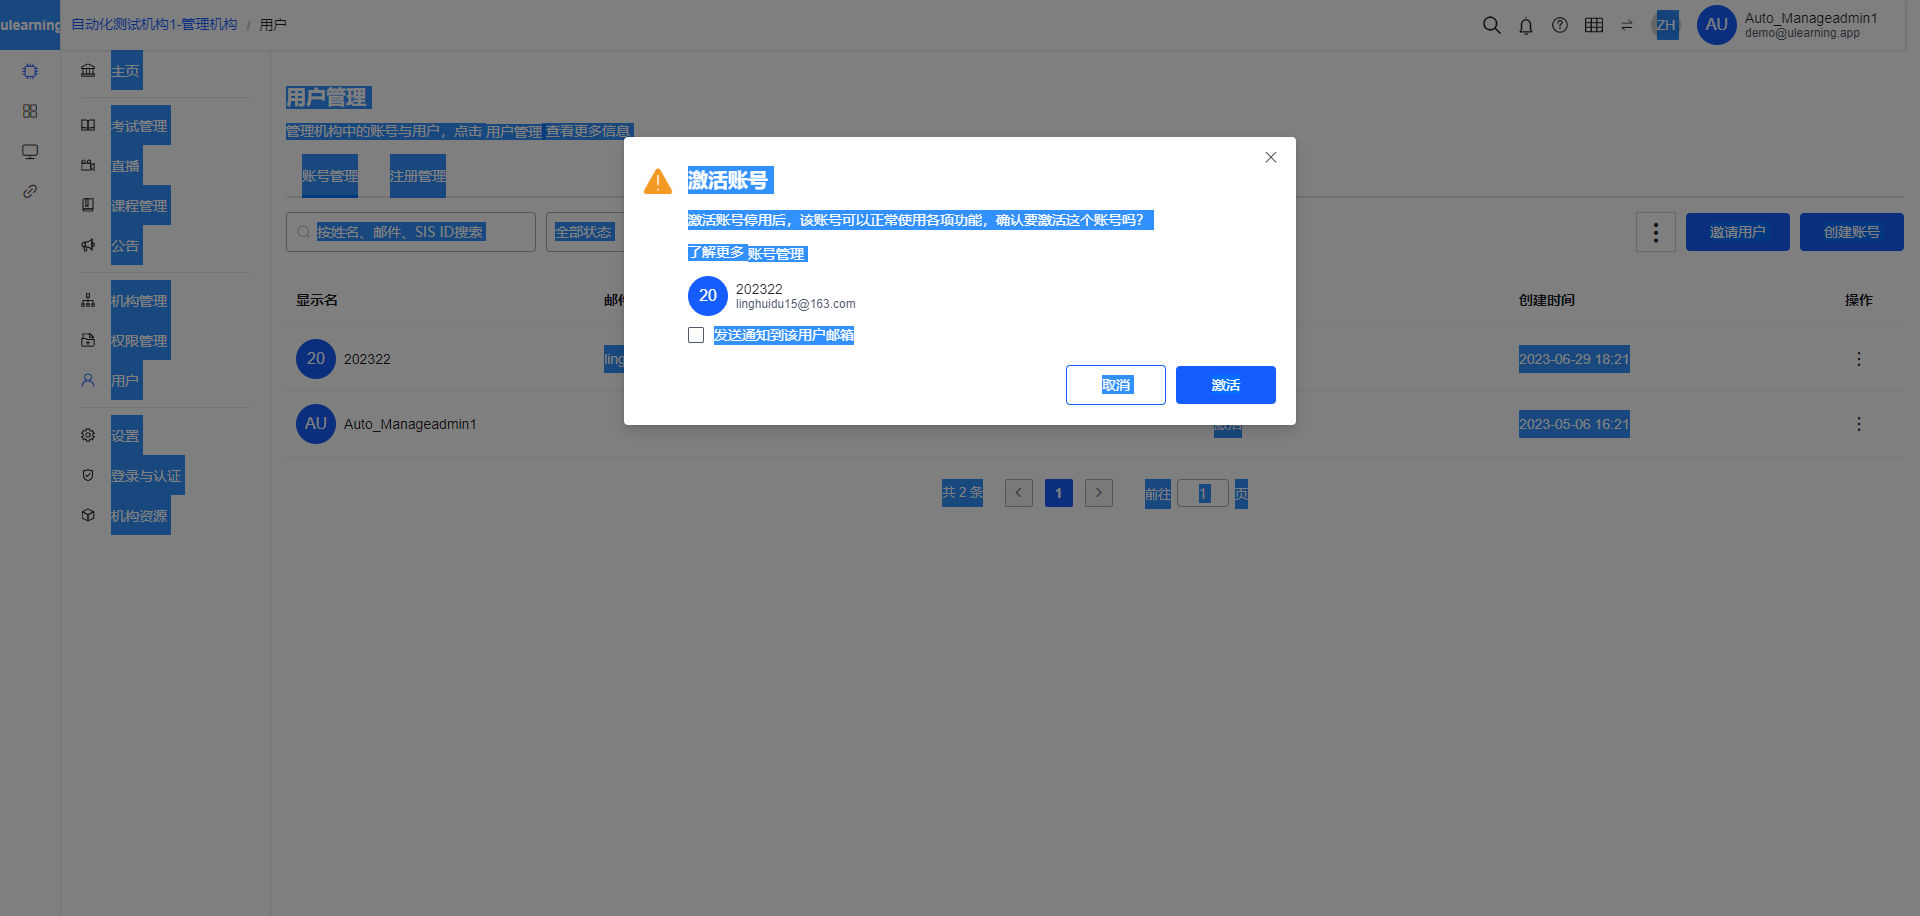 ulearning
自动化测试机构1-管理机构 / 用户
ZH
AU
Auto_Manageadmin1
demo@ulearning.app
主页
考试管理
直播
课程管理
公告
机构管理
权限管理
用户
设置
登录与认证
机构资源
用户管理
管理机构中的账号与用户，点击 用户管理 查看更多信息
账号管理 注册管理
按姓名、邮件、SIS ID搜索
全部状态
邀请用户
创建账号
显示名
创建时间 操作
20 202322
2023-06-29 18:21
AU Auto_Manageadmin1
激活
2023-05-06 16:21
共 2 条
1
前往 1 页
激活账号
激活账号停用后，该账号可以正常使用各项功能，确认要激活这个账号吗？
了解更多 账号管理
20
202322
linghuidu15@163.com
发送通知到该用户邮箱
取消 激活